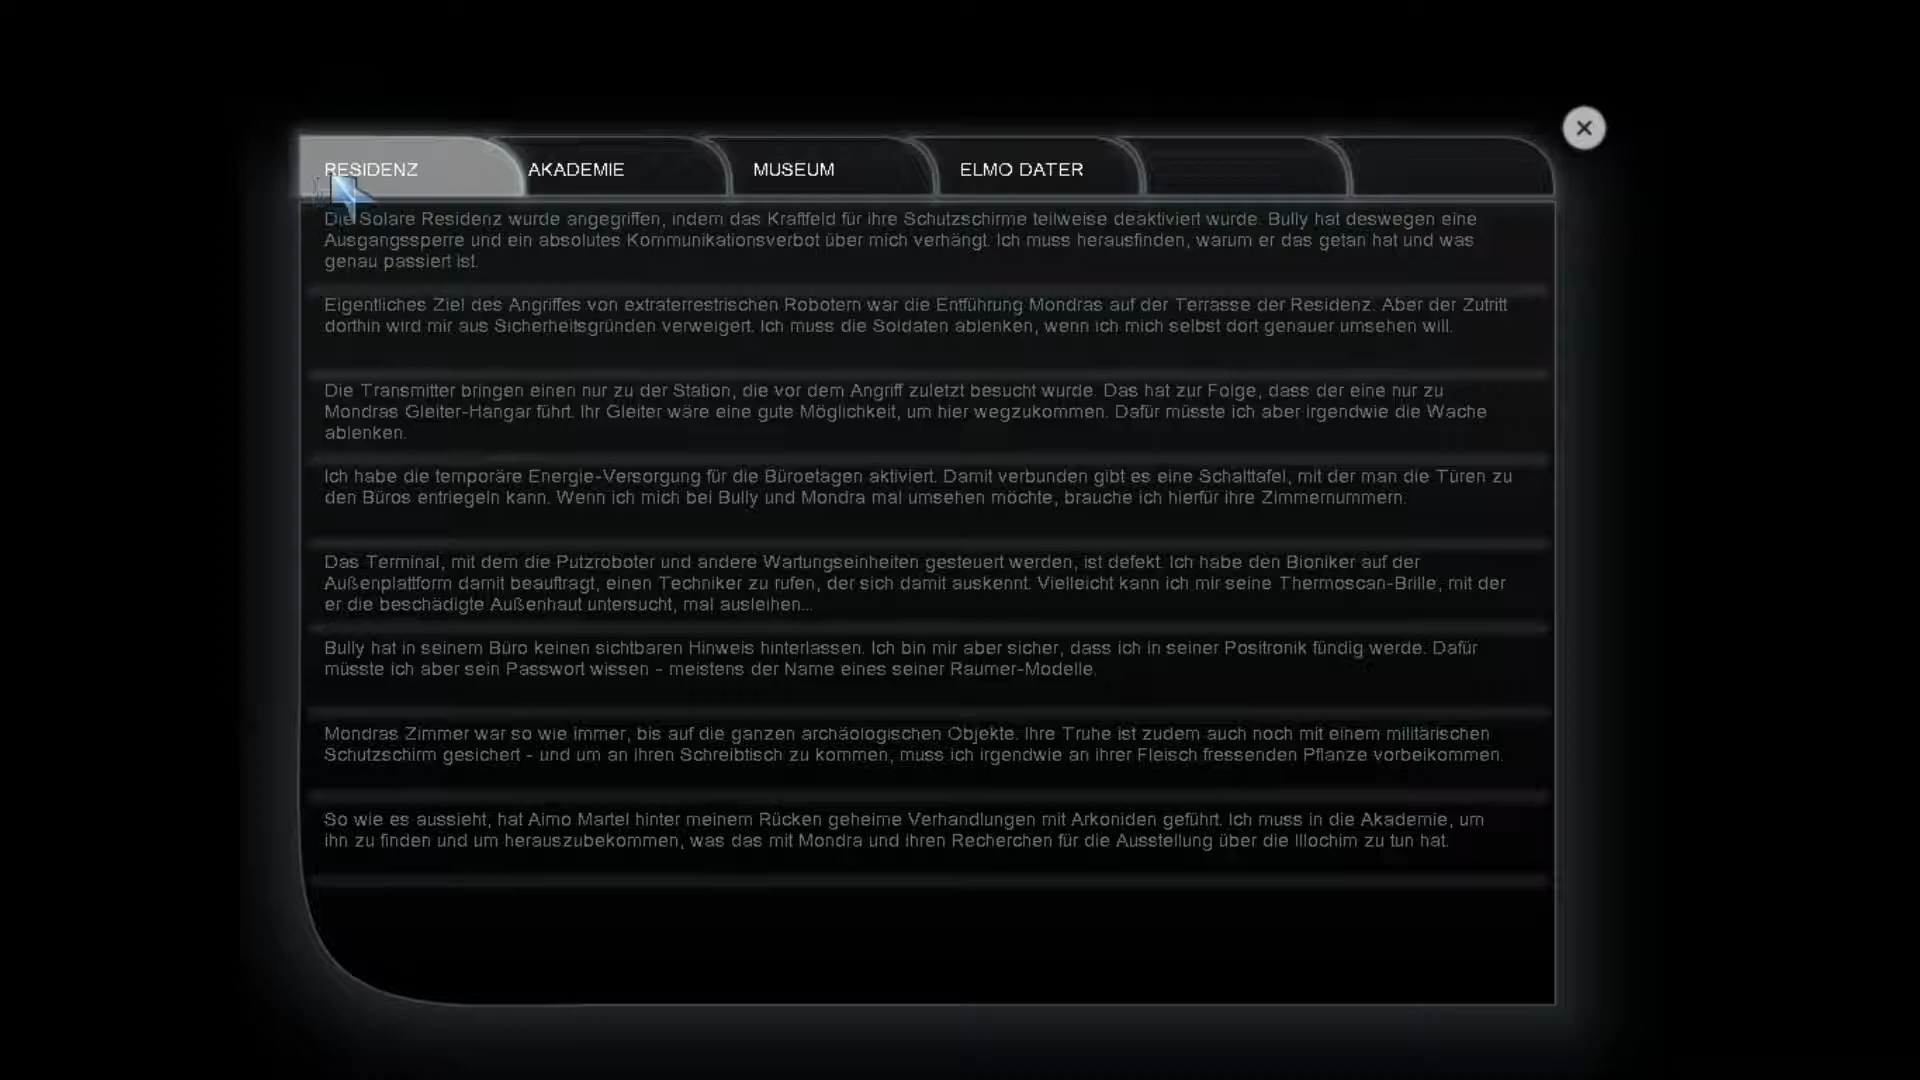 RESIDENZ
AKADEMIE
MUSEUM
ELMO DATER
Die Solare Residenz wurde angegriffen, indem das Kraftfeld für ihre Schutzschirme teilweise deaktiviert wurde. Bully hat deswegen eine
Ausgangssperre und ein absolutes Kommunikationsverbot über mich verhängt. Ich muss herausfinden, warum er das getan hat und was
genau passiert ist.
Eigentliches Ziel des Angriffes von extraterrestrischen Robotern war die Entführung Mondras auf der Terrasse der Residenz. Aber der Zutritt
dorthin wird mir aus Sicherheitsgründen verweigert. Ich muss die Soldaten ablenken, wenn ich mich selbst dort genauer umsehen will.
Die Transmitter bringen einen nur zu der Station, die vor dem Angriff zuletzt besucht wurde. Das hat zur Folge, dass der eine nur zu
Mondras Gleiter-Hangar führt. Ihr Gleiter wäre eine gute Möglichkeit, um hier wegzukommen. Dafür müsste ich aber irgendwie die Wache
ablenken.
Ich habe die temporäre Energie-Versorgung für die Büroetagen aktiviert. Damit verbunden gibt es eine Schalttafel, mit der man die Türen zu
den Büros entriegeln kann. Wenn ich mich bei Bully und Mondra mal umsehen möchte, brauche ich hierfür ihre Zimmernummern.
Das Terminal, mit dem die Putzroboter und andere Wartungseinheiten gesteuert werden, ist defekt. Ich habe den Bioniker auf der
Außenplattform damit beauftragt, einen Techniker zu rufen, der sich damit auskennt. Vielleicht kann ich mir seine Thermoscan-Brille, mit der
er die beschädigte Außenhaut untersucht, mal ausleihen...
Bully hat in seinem Büro keinen sichtbaren Hinweis hinterlassen. Ich bin mir aber sicher, dass ich in seiner Positronik fündig werde. Dafür
müsste ich aber sein Passwort wissen - meistens der Name eines seiner Raumer-Modelle.
Mondras Zimmer war so wie immer, bis auf die ganzen archäologischen Objekte. Ihre Truhe ist zudem auch noch mit einem militärischen
Schutzschirm gesichert - und um an ihren Schreibtisch zu kommen, muss ich irgendwie an ihrer Fleisch fressenden Pflanze vorbeikommen.
So wie es aussieht, hat Aimo Martel hinter meinem Rücken geheime Verhandlungen mit Arkoniden geführt. Ich muss in die Akademie, um
ihn zu finden und um herauszubekommen, was das mit Mondra und ihren Recherchen für die Ausstellung über die Illochim zu tun hat.